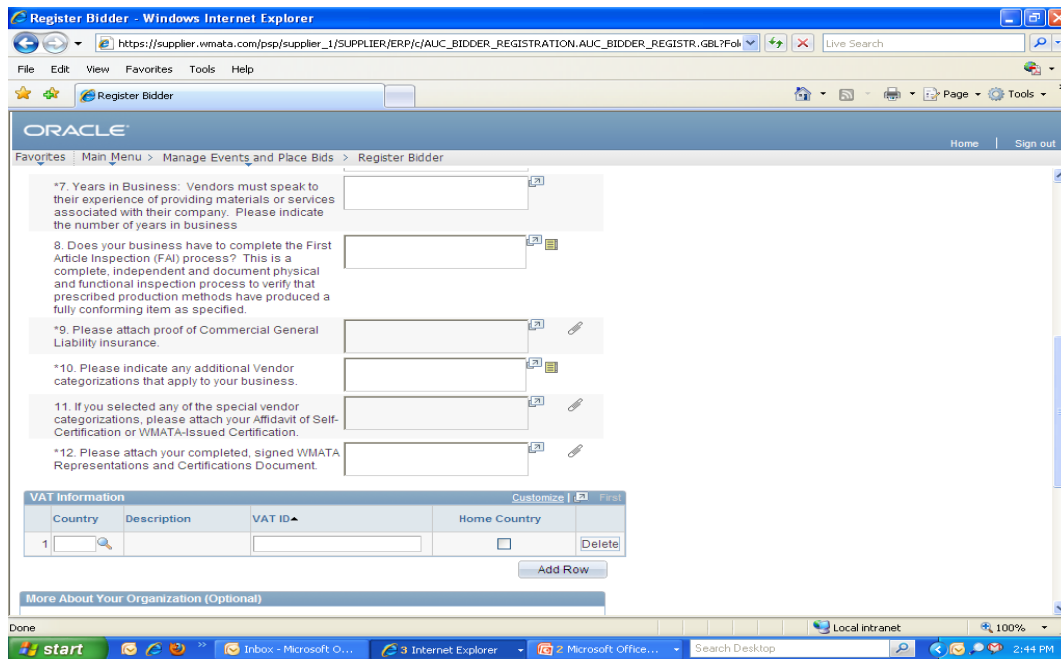 Register Bidder - Windows Internet Explorer
https://supplier.wmata.com/psp/supplier_1/SUPPLIER/ERP/c/AUC_BIDDER_REGISTRATION.AUC_BIDDER_REGISTR.GBL?Fol
Live Search
File Edit View Favorites Tools Help
Register Bidder
Page Tools
ORACLE
Home | Sign out
Favorites Main Menu > Manage Events and Place Bids > Register Bidder
*7. Years in Business: Vendors must speak to
their experience of providing materials or services
associated with their company. Please indicate
the number of years in business
8. Does your business have to complete the First
Article Inspection (FAI) process? This is a
complete, independent and document physical
and functional inspection process to verify that
prescribed production methods have produced a
fully conforming item as specified.
*9. Please attach proof of Commercial General
Liability insurance.
*10. Please indicate any additional Vendor
categorizations that apply to your business.
11. If you selected any of the special vendor
categorizations, please attach your Affidavit of Self-
Certification or WMATA-Issued Certification.
*12. Please attach your completed, signed WMATA
Representations and Certifications Document.
VAT Information
Customize | First
Country Description VAT ID Home Country
1 Delete
Add Row
More About Your Organization (Optional)
Done
Local intranet
100%
start
Inbox - Microsoft O...
3 Internet Explorer
2 Microsoft Office...
Search Desktop
2:44 PM